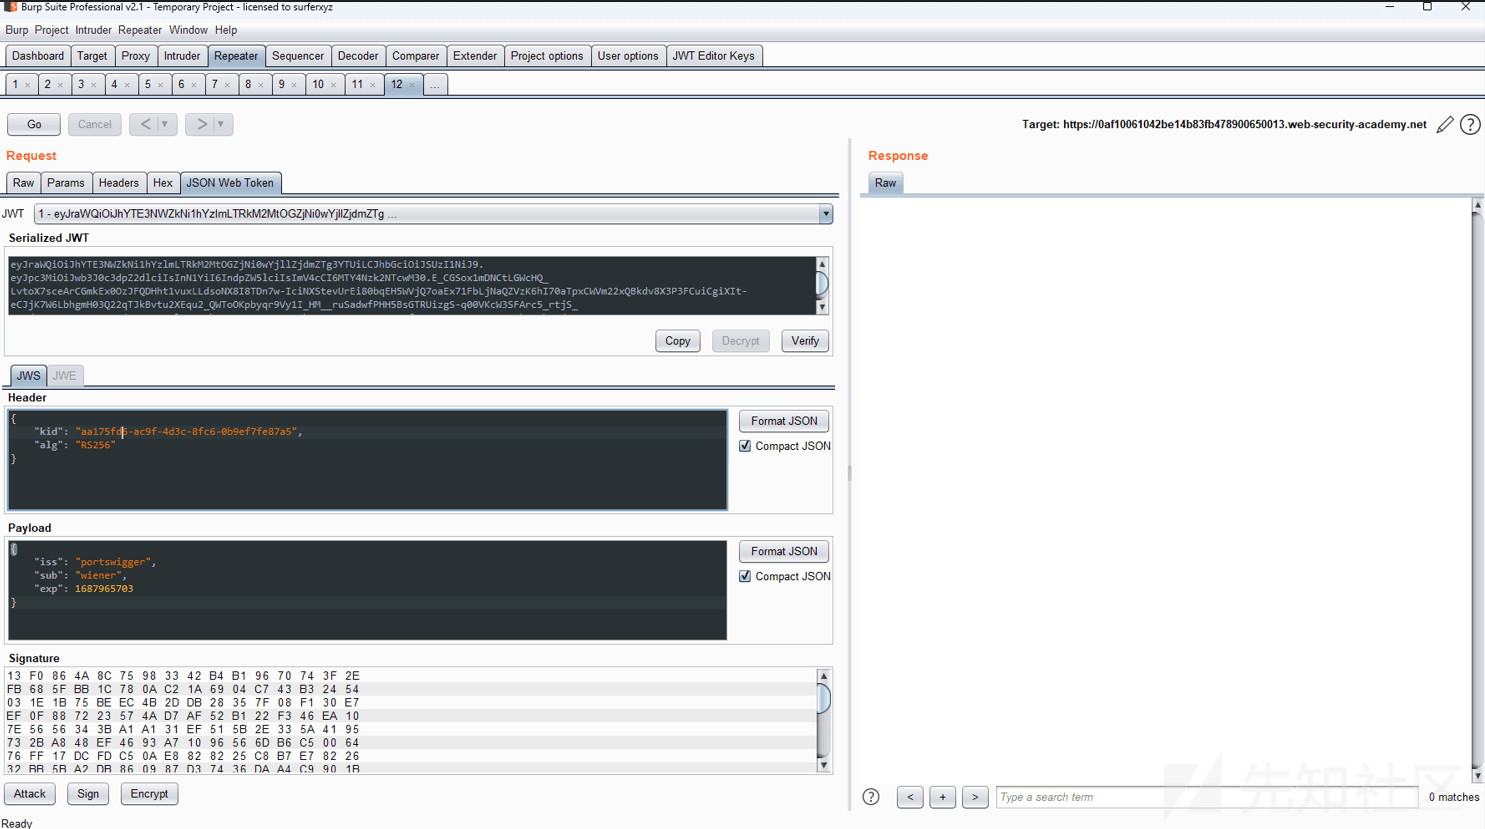 Burp Suite Professional v2.1 - Temporary Project - licensed to surferxyz
Burp Project Intruder Repeater Window Help
Dashboard Target Proxy Intruder Repeater Sequencer Decoder Comparer Extender Project options User options JWT Editor Keys
1 × 2 × 3 × 4 × 5 × 6 × 7 × 8 × 9 × 10 × 11 × 12 × ...
Go Cancel < > Target: https://0af10061042be14b83fb478900650013.web-security-academy.net ?
Request
Response
Raw Params Headers Hex JSON Web Token
Raw
JWT 1 - eyJraWQiOiJhYTE3NWZkNi1hYzlmLTRkM2MtOGZjNi0wYjllZjdmZTg ...
Serialized JWT
eyJraWQiOiJhYTE3NWZkNi1hYzlmLTRkM2MtOGZjNi0wYjllZjdmZTg3YTUiLCJhbGciOiJSUzI1NiJ9.
eyJpc3MiOiJwb3J0c3dpZ2dlciIsInN1YiI6IndpZW5lciIsImV4cCI6MTY4Nzk2NTcwM30.E_CGSox1mDNCtLGWcHQ_
LvtoX7sceArCGmkEx0OzJFQDHht1vuxLLdsoNX8I8TDn7w-IciNXStevUrEi80bqEH5WVjQ7oaEx71FbLjNaQZVzK6hI70aTpxCWVm22xQBkdv8X3P3FCuiCgiXIt-
eCJjK7W6LbhgmH03Q22qTJkBvtu2XEqu2_QWToOKpbyqr9Vy1I_HM__ruSadwfPHH5BsGTRUizgS-q00VKcW3SFArc5_rtjS_
Copy Decrypt Verify
JWS JWE
Header
{
"kid": "aa175fd6-ac9f-4d3c-8fc6-0b9ef7fe87a5",
"alg": "RS256"
}
Format JSON
Compact JSON
Payload
{
"iss": "portswigger",
"sub": "wiener",
"exp": 1687965703
}
Format JSON
Compact JSON
Signature
13 F0 86 4A 8C 75 98 33 42 B4 B1 96 70 74 3F 2E
FB 68 5F BB 1C 78 0A C2 1A 69 04 C7 43 B3 24 54
03 1E 1B 75 BE EC 4B 2D DB 28 35 7F 08 F1 30 E7
EF 0F 88 72 23 57 4A D7 AF 52 B1 22 F3 46 EA 10
7E 56 56 34 3B A1 A1 31 EF 51 5B 2E 33 5A 41 95
73 2B A8 48 EF 46 93 A7 10 96 56 6D B6 C5 00 64
76 FF 17 DC FD C5 0A E8 82 82 25 C8 B7 E7 82 26
32 BB 5B A2 DB 86 09 87 D3 74 36 DA A4 C9 90 1B
Attack Sign Encrypt
? < + > Type a search term 0 matches
先知社区
Ready